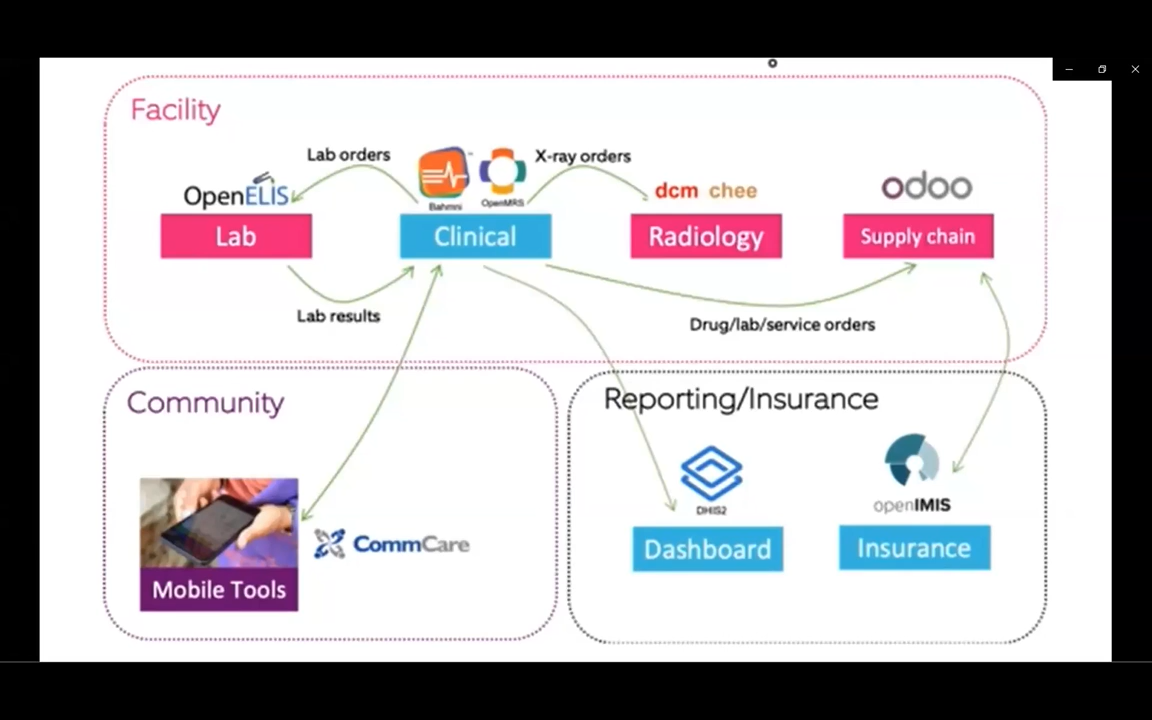 Facility
Lab orders
X-ray orders
OpenELIS
Bahmni
OpenMRS
dcm chee
odoo
Lab
Clinical
Radiology
Supply chain
Lab results
Drug/lab/service orders
Community
Reporting/Insurance
DHIS2
openIMIS
CommCare
Dashboard
Insurance
Mobile Tools